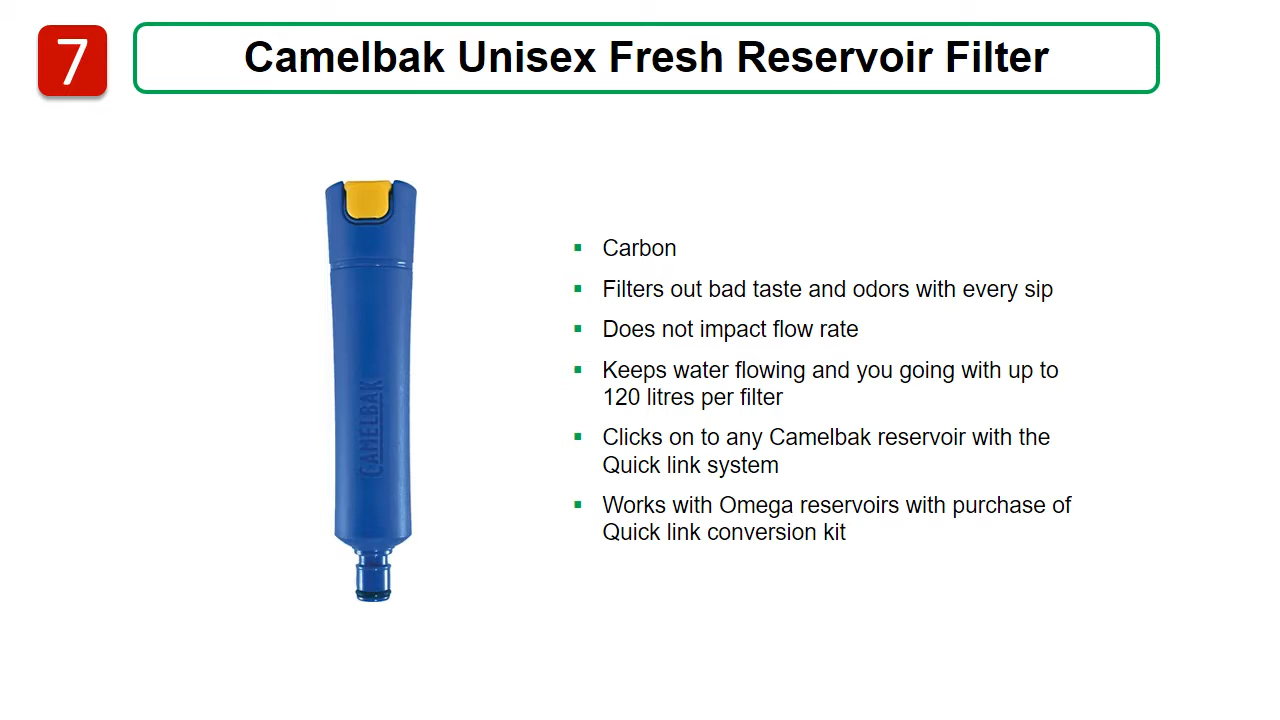 7
Camelbak Unisex Fresh Reservoir Filter
Carbon
Filters out bad taste and odors with every sip
Does not impact flow rate
Keeps water flowing and you going with up to
120 litres per filter
Clicks on to any Camelbak reservoir with the
Quick link system
Works with Omega reservoirs with purchase of
Quick link conversion kit
CAMELBAK